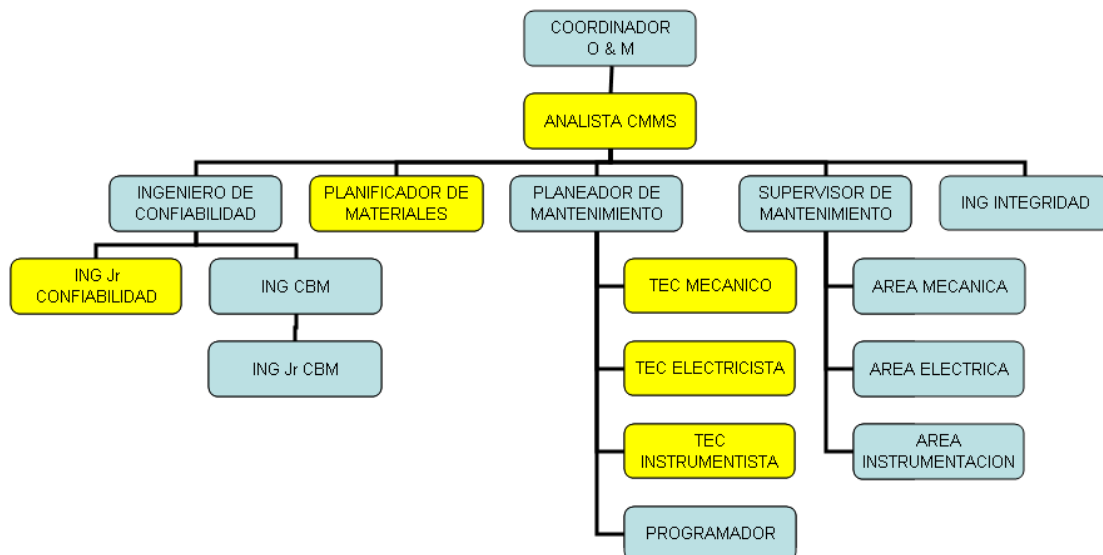 COORDINADOR
O & M
ANALISTA CMMS
INGENIERO DE
CONFIABILIDAD
PLANIFICADOR DE
MATERIALES
PLANEADOR DE
MANTENIMIENTO
SUPERVISOR DE
MANTENIMIENTO
ING INTEGRIDAD
ING Jr
CONFIABILIDAD
ING CBM
TEC MECANICO
AREA MECANICA
ING Jr CBM
TEC ELECTRICISTA
AREA ELECTRICA
TEC
INSTRUMENTISTA
AREA
INSTRUMENTACION
PROGRAMADOR